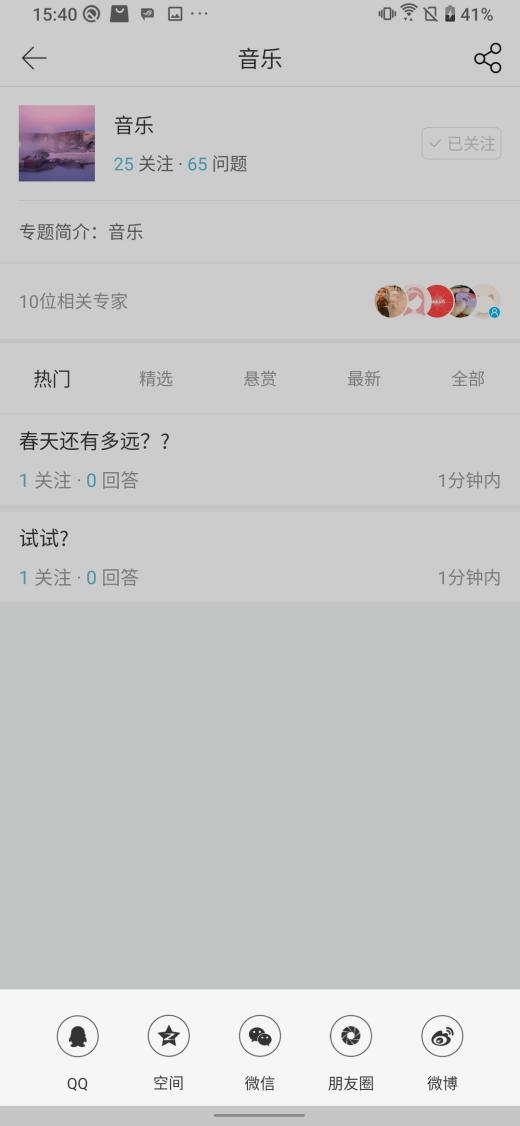 15:40
41%
音乐
音乐
25 关注 · 65 问题
已关注
专题简介：音乐
10位相关专家
热门 精选 悬赏 最新 全部
春天还有多远？？
1 关注 · 0 回答 1分钟内
试试?
1 关注 · 0 回答 1分钟内
QQ 空间 微信 朋友圈 微博